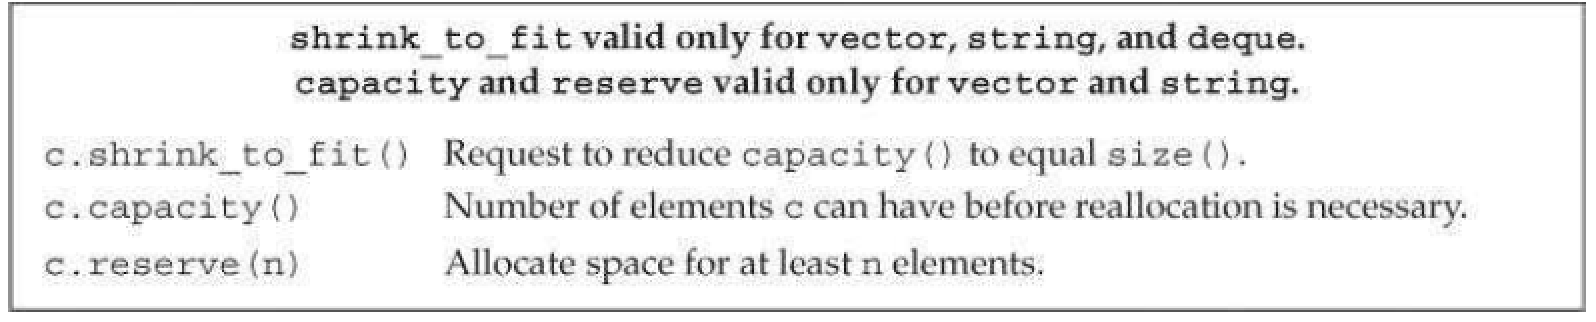 shrink_to_fit valid only for vector, string, and deque.
capacity and reserve valid only for vector and string.
c.shrink_to_fit() Request to reduce capacity() to equal size().
c.capacity() Number of elements c can have before reallocation is necessary.
c.reserve(n) Allocate space for at least n elements.